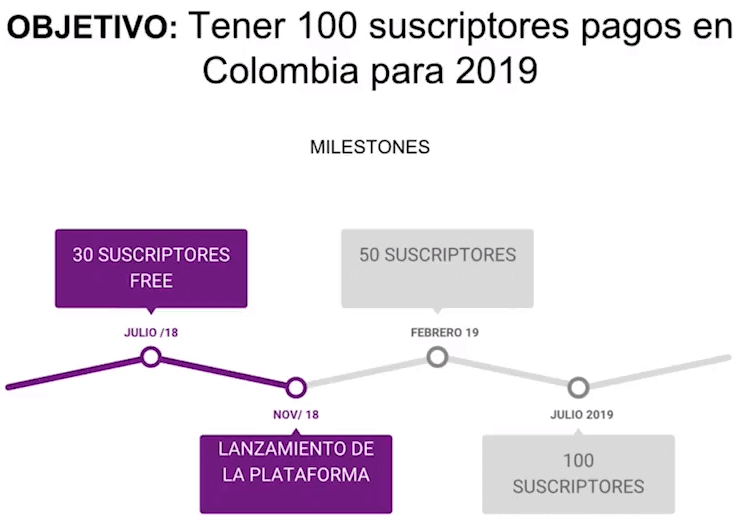 OBJETIVO: Tener 100 suscriptores pagos en
Colombia para 2019
MILESTONES
30 SUSCRIPTORES
FREE
JULIO /18
NOV/ 18
LANZAMIENTO DE
LA PLATAFORMA
50 SUSCRIPTORES
FEBRERO 19
JULIO 2019
100
SUSCRIPTORES